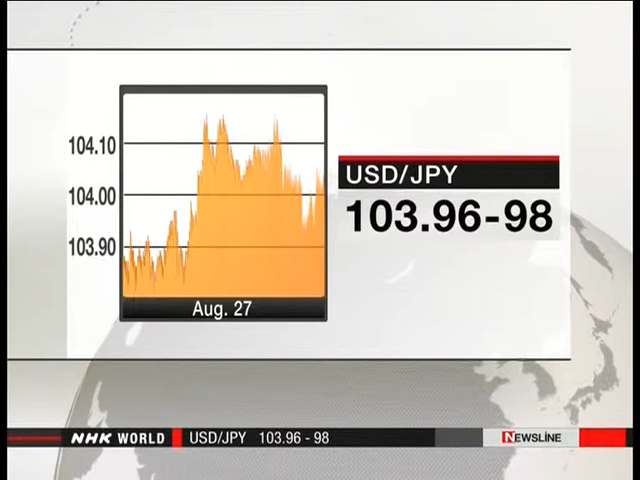 104.10
104.00
103.90
Aug. 27
USD/JPY
103.96-98
NHK WORLD USD/JPY 103.96 - 98 NEWSLINE